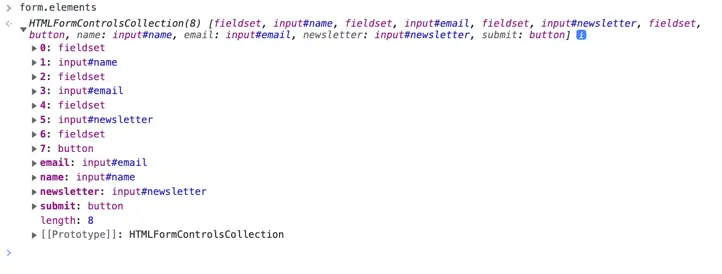 > form.elements
HTMLFormControlsCollection(8) [fieldset, input#name, fieldset, input#email, fieldset, input#newsletter, fieldset,
button, name: input#name, email: input#email, newsletter: input#newsletter, submit: button] i
0: fieldset
1: input#name
2: fieldset
3: input#email
4: fieldset
5: input#newsletter
6: fieldset
7: button
email: input#email
name: input#name
newsletter: input#newsletter
submit: button
length: 8
[[Prototype]]: HTMLFormControlsCollection
>